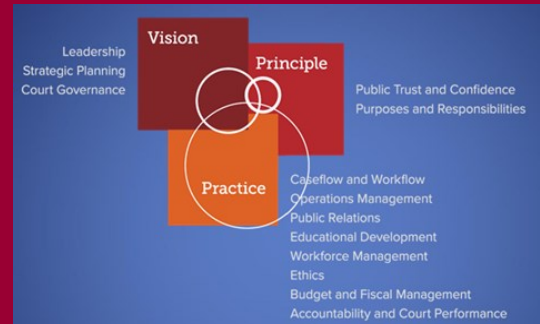 Vision
Leadership
Strategic Planning
Court Governance
Principle
Public Trust and Confidence
Purposes and Responsibilities
Practice
Caseflow and Workflow
Operations Management
Public Relations
Educational Development
Workforce Management
Ethics
Budget and Fiscal Management
Accountability and Court Performance